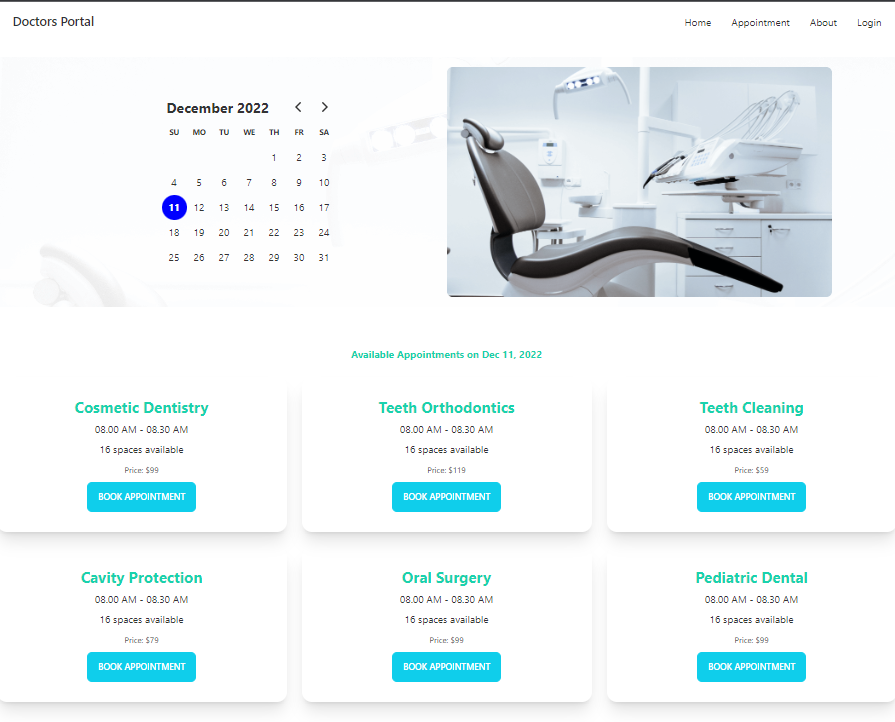 Doctors Portal
Home Appointment About Login
December 2022
SU MO TU WE TH FR SA
1 2 3
4 5 6 7 8 9 10
11 12 13 14 15 16 17
18 19 20 21 22 23 24
25 26 27 28 29 30 31
Available Appointments on Dec 11, 2022
Cosmetic Dentistry
08.00 AM - 08.30 AM
16 spaces available
Price: $99
BOOK APPOINTMENT
Teeth Orthodontics
08.00 AM - 08.30 AM
16 spaces available
Price: $119
BOOK APPOINTMENT
Teeth Cleaning
08.00 AM - 08.30 AM
16 spaces available
Price: $59
BOOK APPOINTMENT
Cavity Protection
08.00 AM - 08.30 AM
16 spaces available
Price: $79
BOOK APPOINTMENT
Oral Surgery
08.00 AM - 08.30 AM
16 spaces available
Price: $99
BOOK APPOINTMENT
Pediatric Dental
08.00 AM - 08.30 AM
16 spaces available
Price: $99
BOOK APPOINTMENT